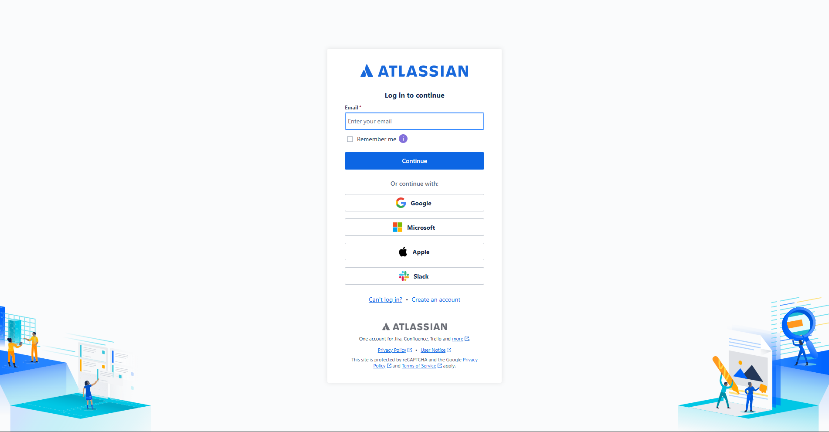 ATLASSIAN
Log in to continue
Email *
Enter your email
Remember me
Continue
Or continue with:
Google
Microsoft
Apple
Slack
Can't log in? • Create an account
ATLASSIAN
One account for Jira, Confluence, Trello and more
Privacy Policy • User Notice
This site is protected by reCAPTCHA and the Google Privacy
Policy and Terms of Service apply.